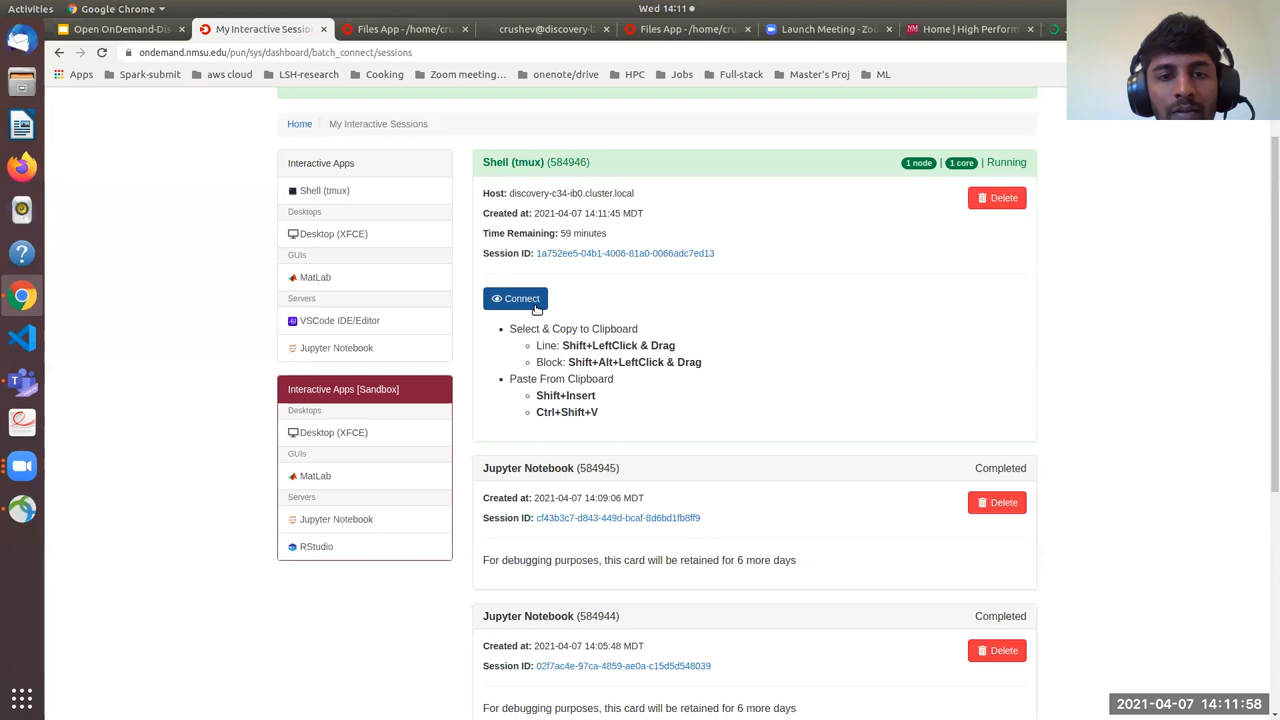 Activities
Google Chrome
Wed 14:11
Open OnDemand-Dis
My Interactive Sessio
Files App - /home/cru
crushev@discovery-l
Files App - /home/cru
Launch Meeting - Zoo
Home | High Perform
ondemand.nmsu.edu/pun/sys/dashboard/batch_connect/sessions
Apps
Spark-submit
aws cloud
LSH-research
Cooking
Zoom meeting…
onenote/drive
HPC
Jobs
Full-stack
Master's Proj
ML
Home
My Interactive Sessions
Interactive Apps
Shell (tmux)
Desktops
Desktop (XFCE)
GUIs
MatLab
Servers
VSCode IDE/Editor
Jupyter Notebook
Interactive Apps [Sandbox]
Desktops
Desktop (XFCE)
GUIs
MatLab
Servers
Jupyter Notebook
RStudio
Shell (tmux) (584946)
1 node | 1 core | Running
Host: discovery-c34-ib0.cluster.local
Delete
Created at: 2021-04-07 14:11:45 MDT
Time Remaining: 59 minutes
Session ID: 1a752ee5-04b1-4006-81a0-0066adc7ed13
Connect
Select & Copy to Clipboard
Line: Shift+LeftClick & Drag
Block: Shift+Alt+LeftClick & Drag
Paste From Clipboard
Shift+Insert
Ctrl+Shift+V
Jupyter Notebook (584945)
Completed
Created at: 2021-04-07 14:09:06 MDT
Delete
Session ID: cf43b3c7-d843-449d-bcaf-8d6bd1fb8ff9
For debugging purposes, this card will be retained for 6 more days
Jupyter Notebook (584944)
Completed
Created at: 2021-04-07 14:05:48 MDT
Delete
Session ID: 02f7ac4e-97ca-4859-ae0a-c15d5d548039
For debugging purposes, this card will be retained for 6 more days
2021-04-07 14:11:58